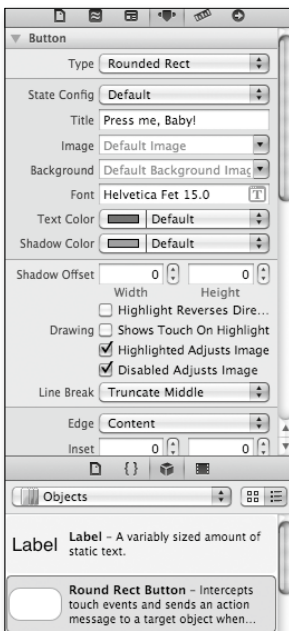 Button
Type Rounded Rect
State Config Default
Title Press me, Baby!
Image Default Image
Background Default Background Imag
Font Helvetica Fet 15.0 T
Text Color Default
Shadow Color Default
Shadow Offset 0 0
Width Height
Highlight Reverses Dire...
Drawing Shows Touch On Highlight
Highlighted Adjusts Image
Disabled Adjusts Image
Line Break Truncate Middle
Edge Content
Inset 0 0
{ }
Objects
Label Label – A variably sized amount of
static text.
Round Rect Button – Intercepts
touch events and sends an action
message to a target object when...